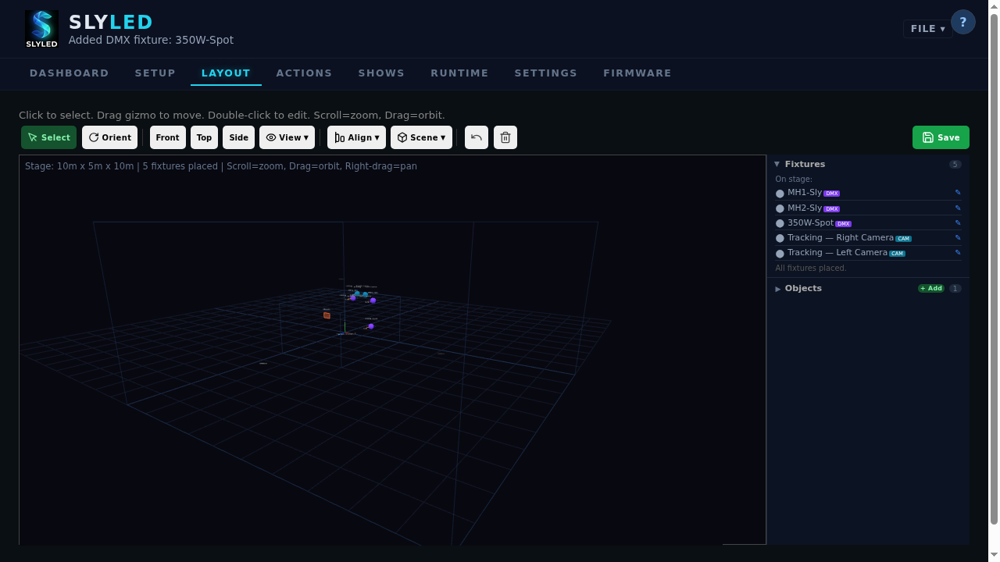 SLYLED
SLYLED
Added DMX fixture: 350W-Spot
FILE ▾
?
DASHBOARD SETUP LAYOUT ACTIONS SHOWS RUNTIME SETTINGS FIRMWARE
Click to select. Drag gizmo to move. Double-click to edit. Scroll=zoom, Drag=orbit.
Select Orient Front Top Side View ▾ Align ▾ Scene ▾ Save
Stage: 10m x 5m x 10m | 5 fixtures placed | Scroll=zoom, Drag=orbit, Right-drag=pan
▼ Fixtures 5
On stage:
MH1-Sly DMX
MH2-Sly DMX
350W-Spot DMX
Tracking — Right Camera CAM
Tracking — Left Camera CAM
All fixtures placed.
▶ Objects + Add 1